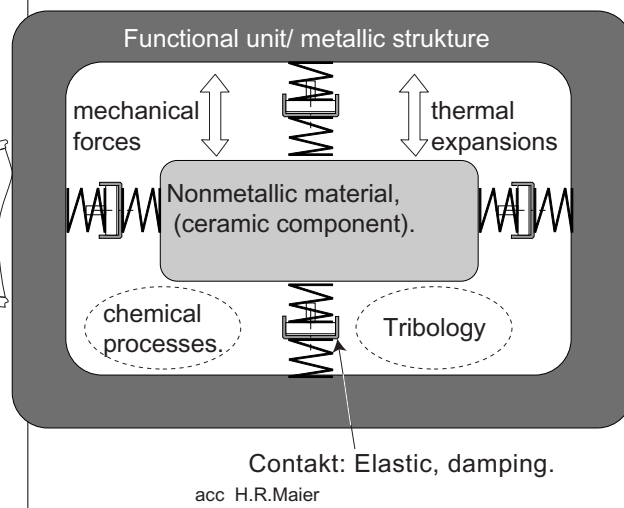 Functional unit/ metallic strukture
mechanical
forces
thermal
expansions
Nonmetallic material,
(ceramic component).
chemical
processes.
Tribology
Contakt: Elastic, damping.
acc H.R.Maier